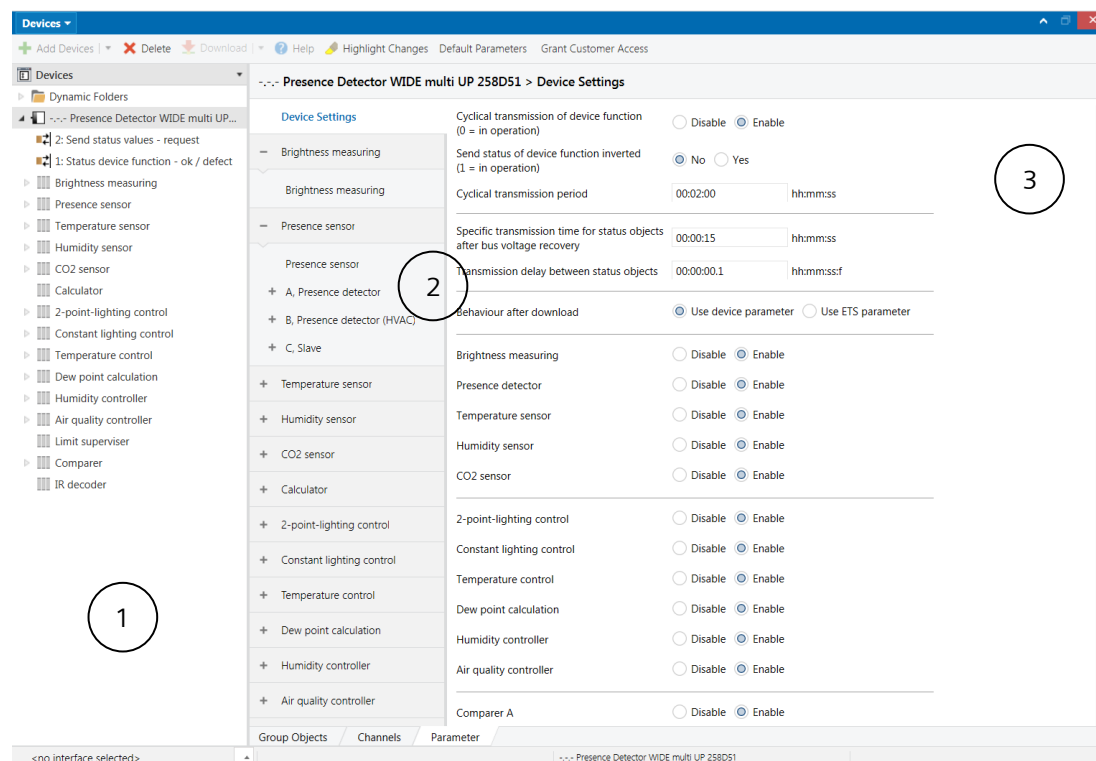 Devices
Add Devices Delete Download Help Highlight Changes Default Parameters Grant Customer Access
Devices
Dynamic Folders
-.-.- Presence Detector WIDE multi UP...
2: Send status values - request
1: Status device function - ok / defect
Brightness measuring
Presence sensor
Temperature sensor
Humidity sensor
CO2 sensor
Calculator
2-point-lighting control
Constant lighting control
Temperature control
Dew point calculation
Humidity controller
Air quality controller
Limit superviser
Comparer
IR decoder
1
-.-.- Presence Detector WIDE multi UP 258D51 > Device Settings
Device Settings
Brightness measuring
Brightness measuring
Presence sensor
Presence sensor
A, Presence detector
B, Presence detector (HVAC)
C, Slave
Temperature sensor
Humidity sensor
CO2 sensor
Calculator
2-point-lighting control
Constant lighting control
Temperature control
Dew point calculation
Humidity controller
Air quality controller
2
Cyclical transmission of device function
(0 = in operation)
Disable Enable
Send status of device function inverted
(1 = in operation)
No Yes
Cyclical transmission period 00:02:00 hh:mm:ss
Specific transmission time for status objects
after bus voltage recovery
00:00:15 hh:mm:ss
Transmission delay between status objects 00:00:00.1 hh:mm:ss:f
Behaviour after download Use device parameter Use ETS parameter
Brightness measuring Disable Enable
Presence detector Disable Enable
Temperature sensor Disable Enable
Humidity sensor Disable Enable
CO2 sensor Disable Enable
2-point-lighting control Disable Enable
Constant lighting control Disable Enable
Temperature control Disable Enable
Dew point calculation Disable Enable
Humidity controller Disable Enable
Air quality controller Disable Enable
Comparer A Disable Enable
3
Group Objects Channels Parameter
<no interface selected> -.-.- Presence Detector WIDE multi UP 258D51